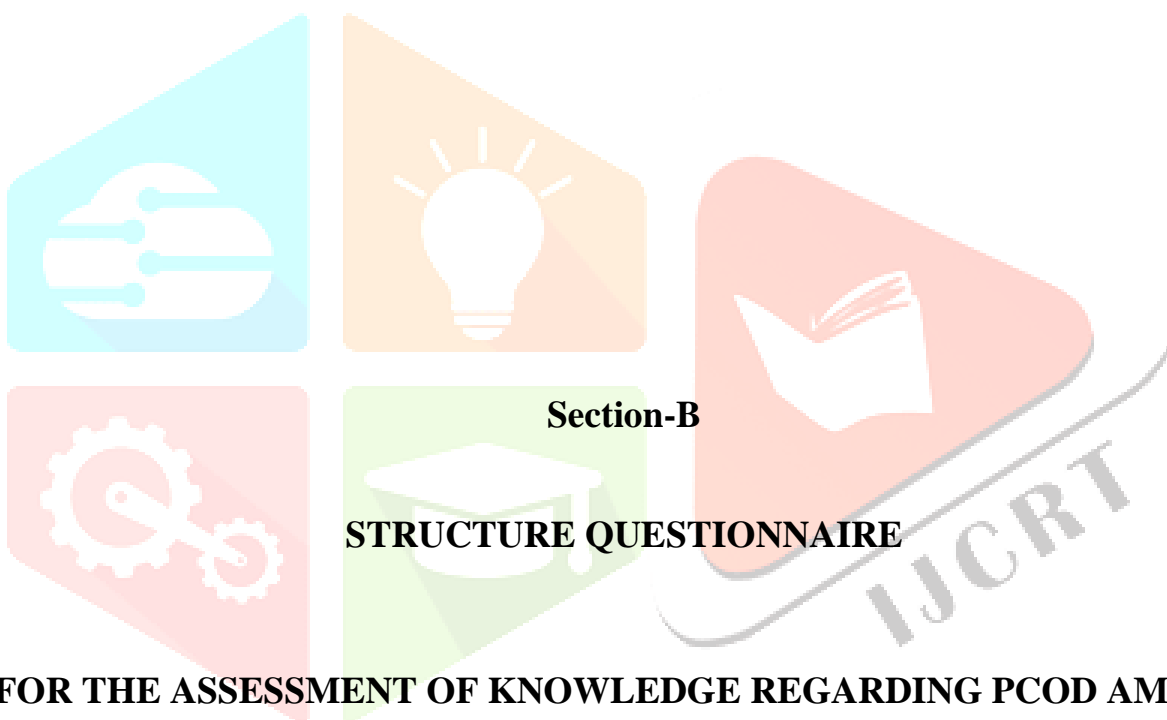 Section-B
STRUCTURE QUESTIONNAIRE
IJCRT
FOR THE ASSESSMENT OF KNOWLEDGE REGARDING PCOD AM